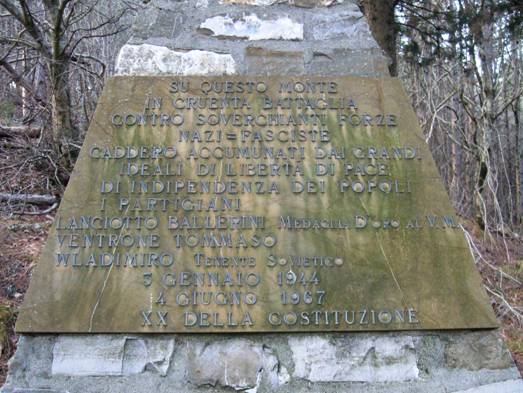 SU QUESTO MONTE
IN CRUENTA BATTAGLIA
CONTRO SOVERCHIANTI FORZE
NAZI=FASCISTE
CADDERO ACCUMUNATI DAI GRANDI
IDEALI DI LIBERTÀ DI PACE
DI INDIPENDENZA DEI POPOLI
I PARTIGIANI
LANCIOTTO BALLERINI MEDAGLIA D'ORO AL V.M.
VENTRONE TOMMASO
WLADIMIRO TENENTE SOVIETICO
3 GENNAIO 1944
4 GIUGNO 1967
XX DELLA COSTITUZIONE